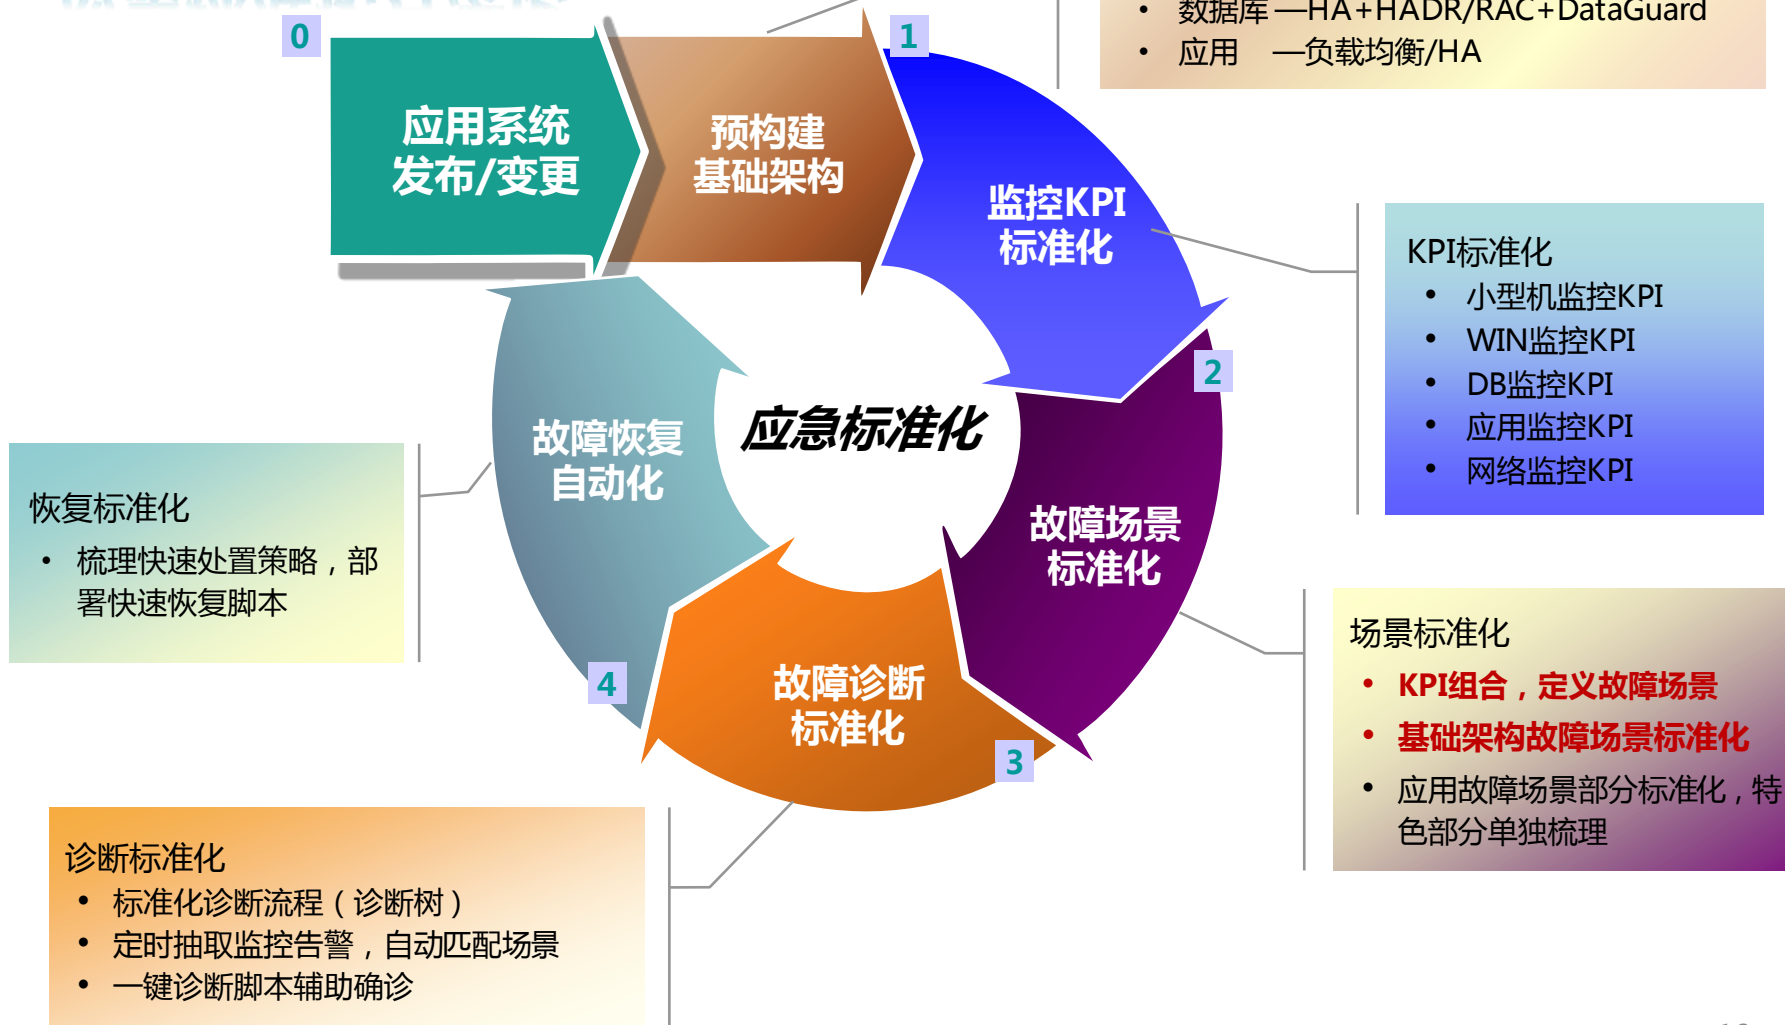 数据库 —HA+HADR/RAC+DataGuard
应用 —负载均衡/HA
0
应用系统
发布/变更
预构建
基础架构
1
监控KPI
标准化
KPI标准化
小型机监控KPI
WIN监控KPI
DB监控KPI
应用监控KPI
网络监控KPI
2
应急标准化
故障恢复
自动化
恢复标准化
梳理快速处置策略，部
署快速恢复脚本
故障场景
标准化
场景标准化
KPI组合，定义故障场景
基础架构故障场景标准化
应用故障场景部分标准化，特
色部分单独梳理
4
故障诊断
标准化
3
诊断标准化
标准化诊断流程（诊断树）
定时抽取监控告警，自动匹配场景
一键诊断脚本辅助确诊